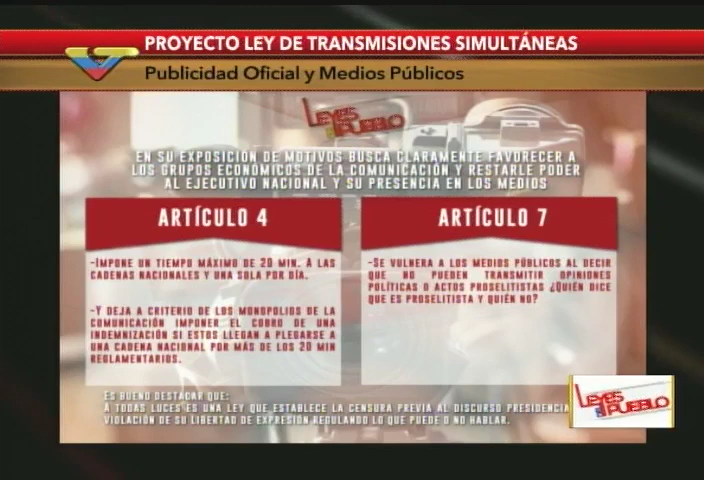 PROYECTO LEY DE TRANSMISIONES SIMULTÁNEAS
Publicidad Oficial y Medios Públicos
LEYES
PUEBLO
EN SU EXPOSICIÓN DE MOTIVOS BUSCA CLARAMENTE FAVORECER A
LOS GRUPOS ECONÓMICOS DE LA COMUNICACIÓN Y RESTARLE PODER
AL EJECUTIVO NACIONAL Y SU PRESENCIA EN LOS MEDIOS
ARTÍCULO 4
-IMPONE UN TIEMPO MÁXIMO DE 20 MIN. A LAS
CADENAS NACIONALES Y UNA SOLA POR DÍA.
-Y DEJA A CRITERIO DE LOS MONOPOLIOS DE LA
COMUNICACIÓN IMPONER EL COBRO DE UNA
INDEMNIZACIÓN SI ESTOS LLEGAN A PLEGARSE A
UNA CADENA NACIONAL POR MÁS DE LOS 20 MIN
REGLAMENTARIOS.
ARTÍCULO 7
-SE VULNERA A LOS MEDIOS PÚBLICOS AL DECIR
QUE NO PUEDEN TRANSMITIR OPINIONES
POLÍTICAS O ACTOS PROSELITISTAS ¿QUIÉN DICE
QUE ES PROSELITISTA Y QUIÉN NO?
ES BUENO DESTACAR QUE:
A TODAS LUCES ES UNA LEY QUE ESTABLECE LA CENSURA PREVIA AL DISCURSO PRESIDENCIA
VIOLACIÓN DE SU LIBERTAD DE EXPRESIÓN REGULANDO LO QUE PUEDE O NO HABLAR.
LEYES
PUEBLO